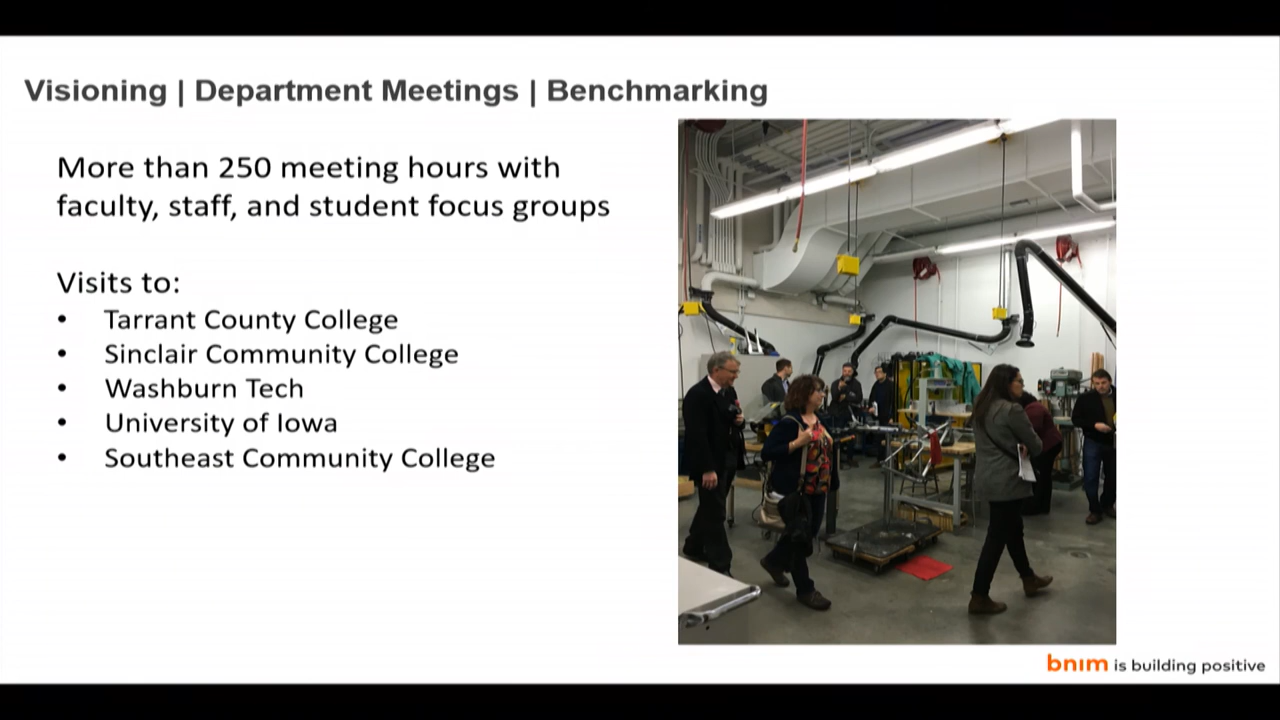 Visioning | Department Meetings | Benchmarking
More than 250 meeting hours with
faculty, staff, and student focus groups
Visits to:
• Tarrant County College
• Sinclair Community College
• Washburn Tech
• University of Iowa
• Southeast Community College
bnim is building positive